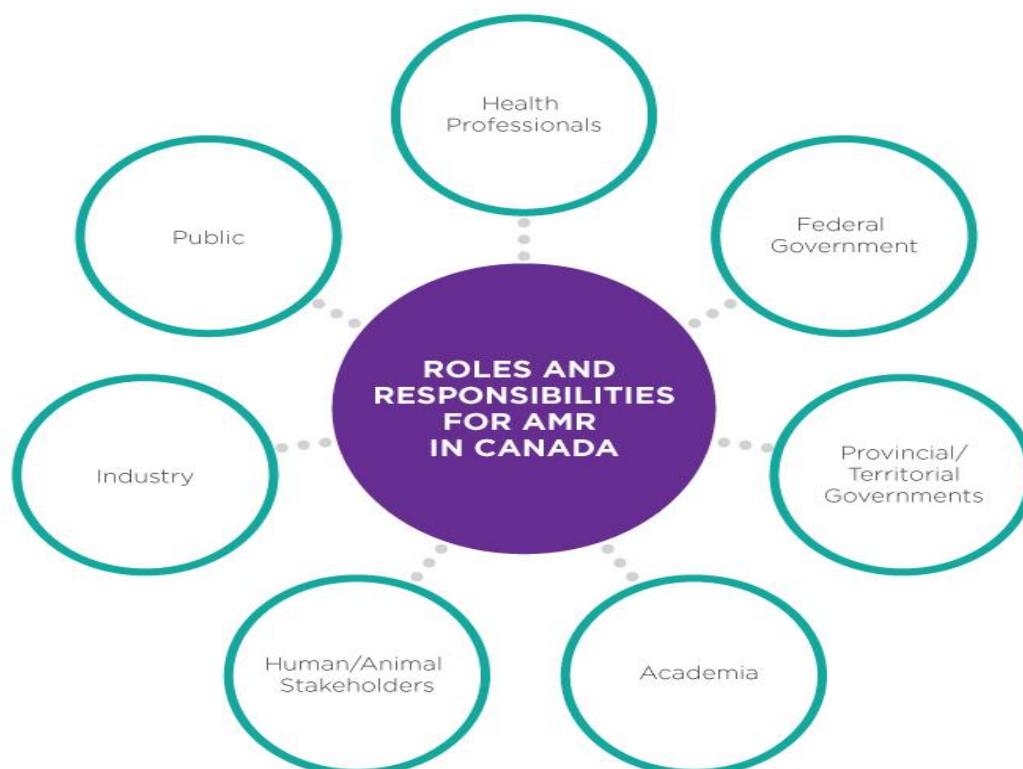 Health
Professionals
Federal
Government
Public
ROLES AND
RESPONSIBILITIES
FOR AMR
IN CANADA
Provincial/
Territorial
Governments
Industry
Human/Animal
Stakeholders
Academia